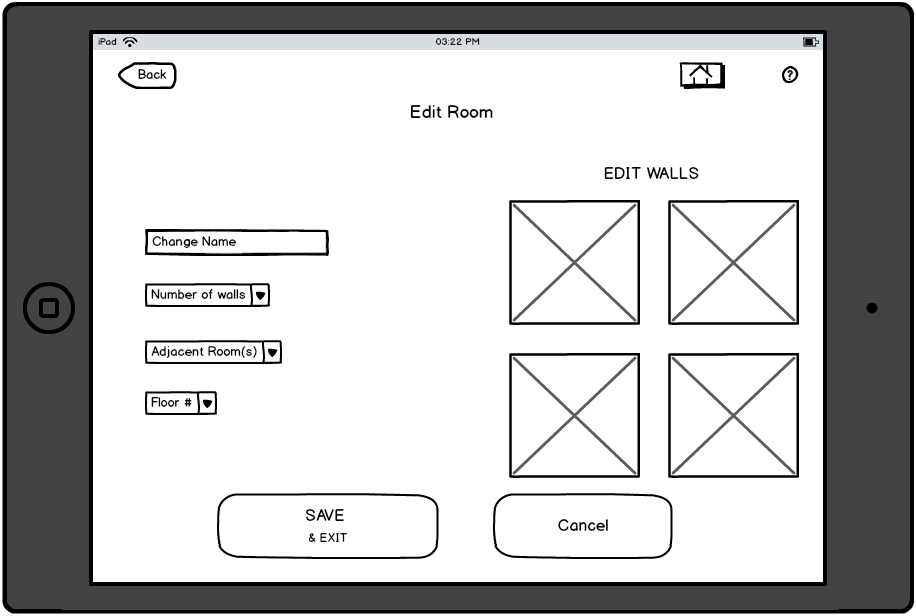 iPad
03:22 PM
Back
?
Edit Room
EDIT WALLS
Change Name
Number of walls
Adjacent Room(s)
Floor #
SAVE
& EXIT
Cancel